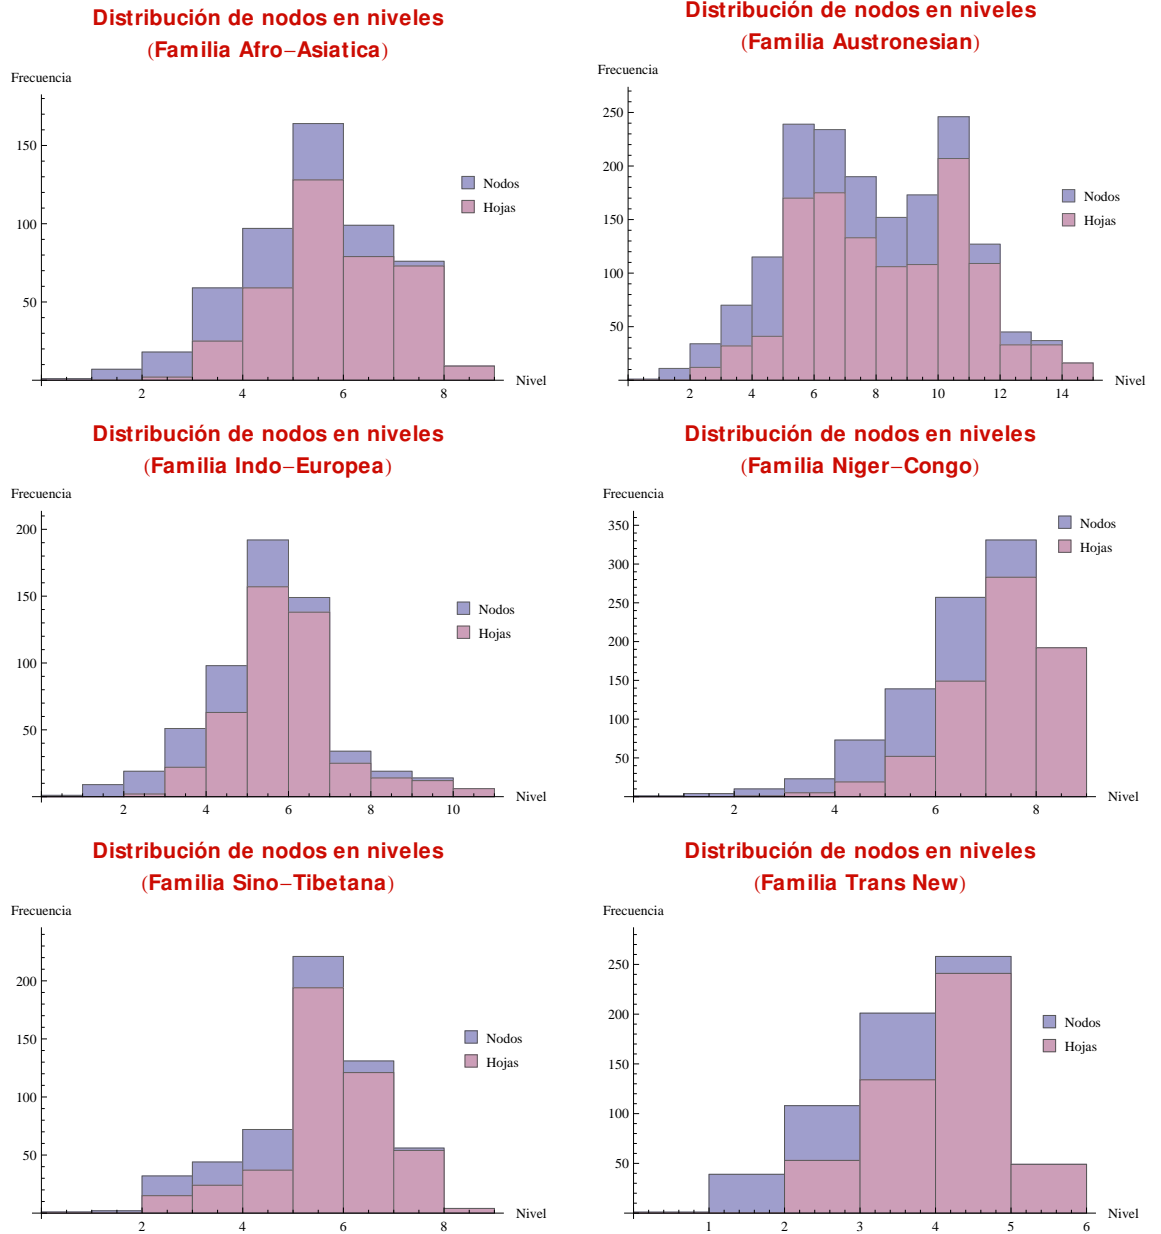 Distribución de nodos en niveles
(Familia Afro−Asiatica)
Frecuencia
150
100
50
2
4
6
8
Nivel
Nodos
Hojas
Distribución de nodos en niveles
(Familia Austronesian)
Frecuencia
250
200
150
100
50
2
4
6
8
10
12
14
Nivel
Nodos
Hojas
Distribución de nodos en niveles
(Familia Indo−Europea)
Frecuencia
200
150
100
50
2
4
6
8
10
Nivel
Nodos
Hojas
Distribución de nodos en niveles
(Familia Niger−Congo)
Frecuencia
350
300
250
200
150
100
50
2
4
6
8
Nivel
Nodos
Hojas
Distribución de nodos en niveles
(Familia Sino−Tibetana)
Frecuencia
200
150
100
50
2
4
6
8
Nivel
Nodos
Hojas
Distribución de nodos en niveles
(Familia Trans New)
Frecuencia
250
200
150
100
50
1
2
3
4
5
6
Nivel
Nodos
Hojas